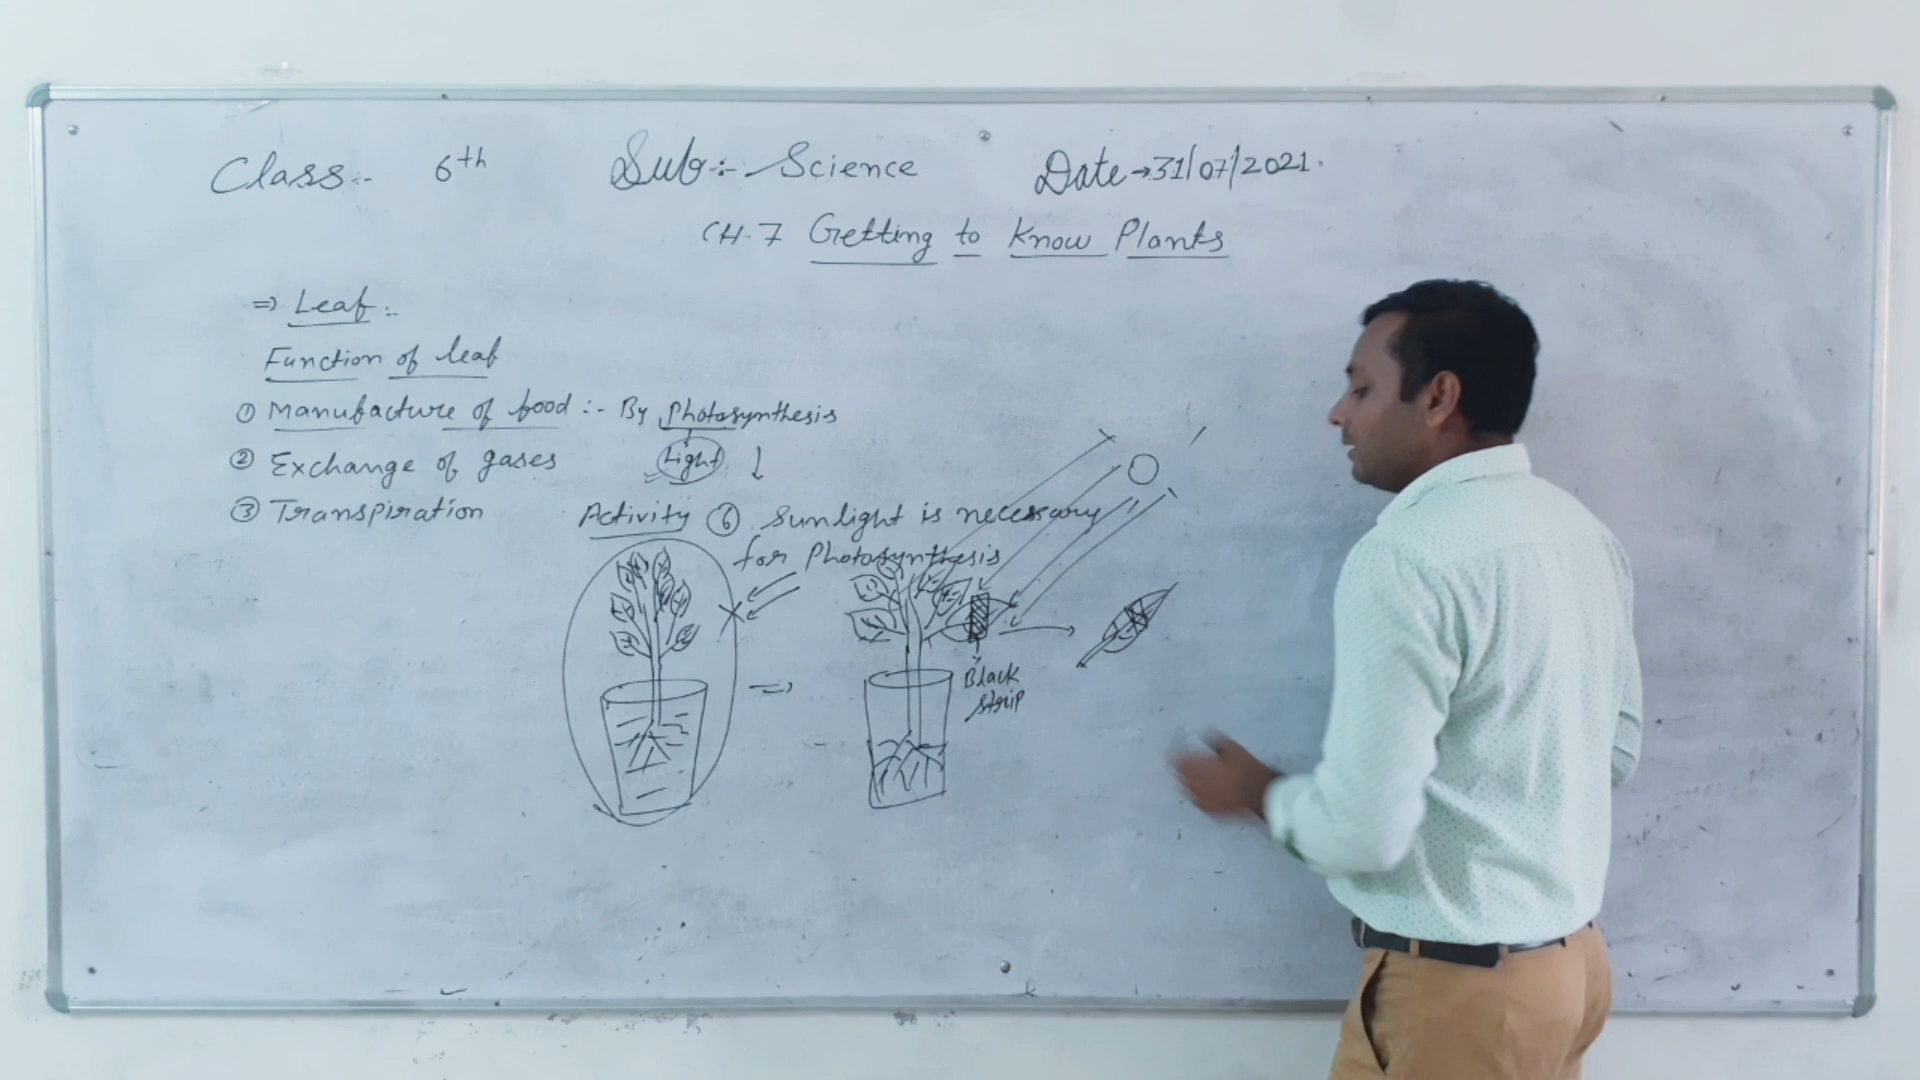 Class:- 6th Sub:- Science Date→31/07/2021.
CH.7 Getting to Know Plants
⇒ Leaf:-
Function of leaf
① Manufacture of food :- By Photosynthesis
Light ↓
② Exchange of gases
③ Transpiration
Activity ⑥ Sunlight is necessary
for Photosynthesis
Black
Strip